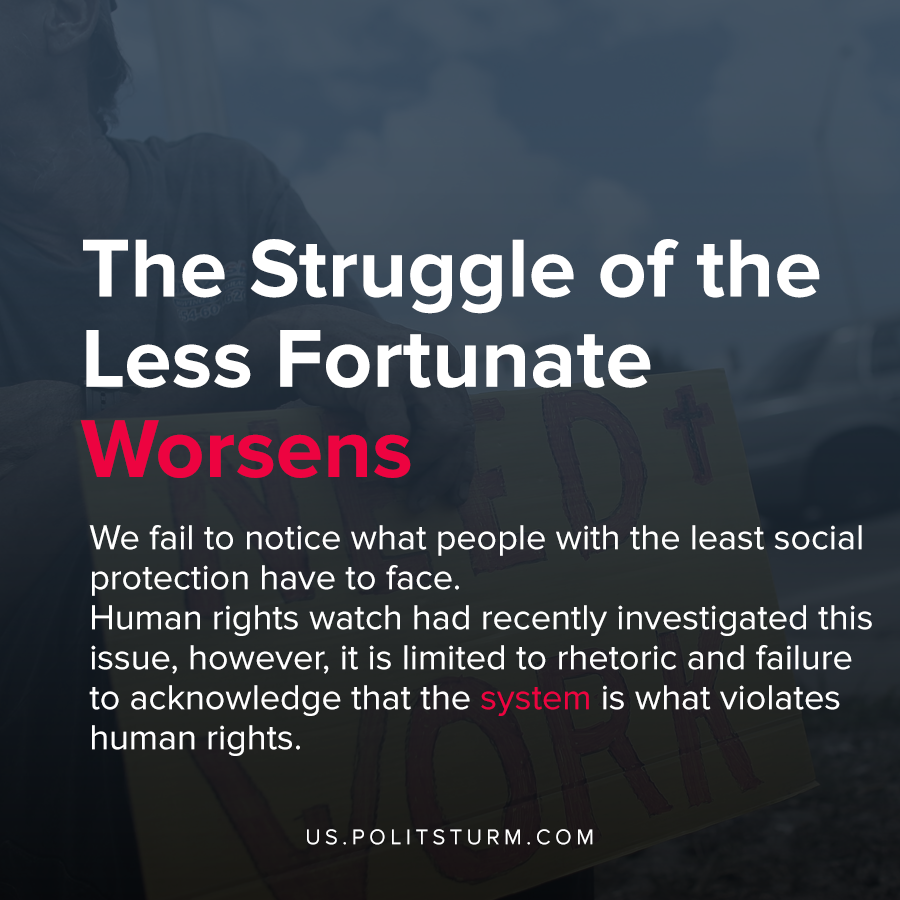 The Struggle of the
Less Fortunate
Worsens
NEED
WORK
We fail to notice what people with the least social
protection have to face.
Human rights watch had recently investigated this
issue, however, it is limited to rhetoric and failure
to acknowledge that the system is what violates
human rights.
US.POLITSTURM.COM